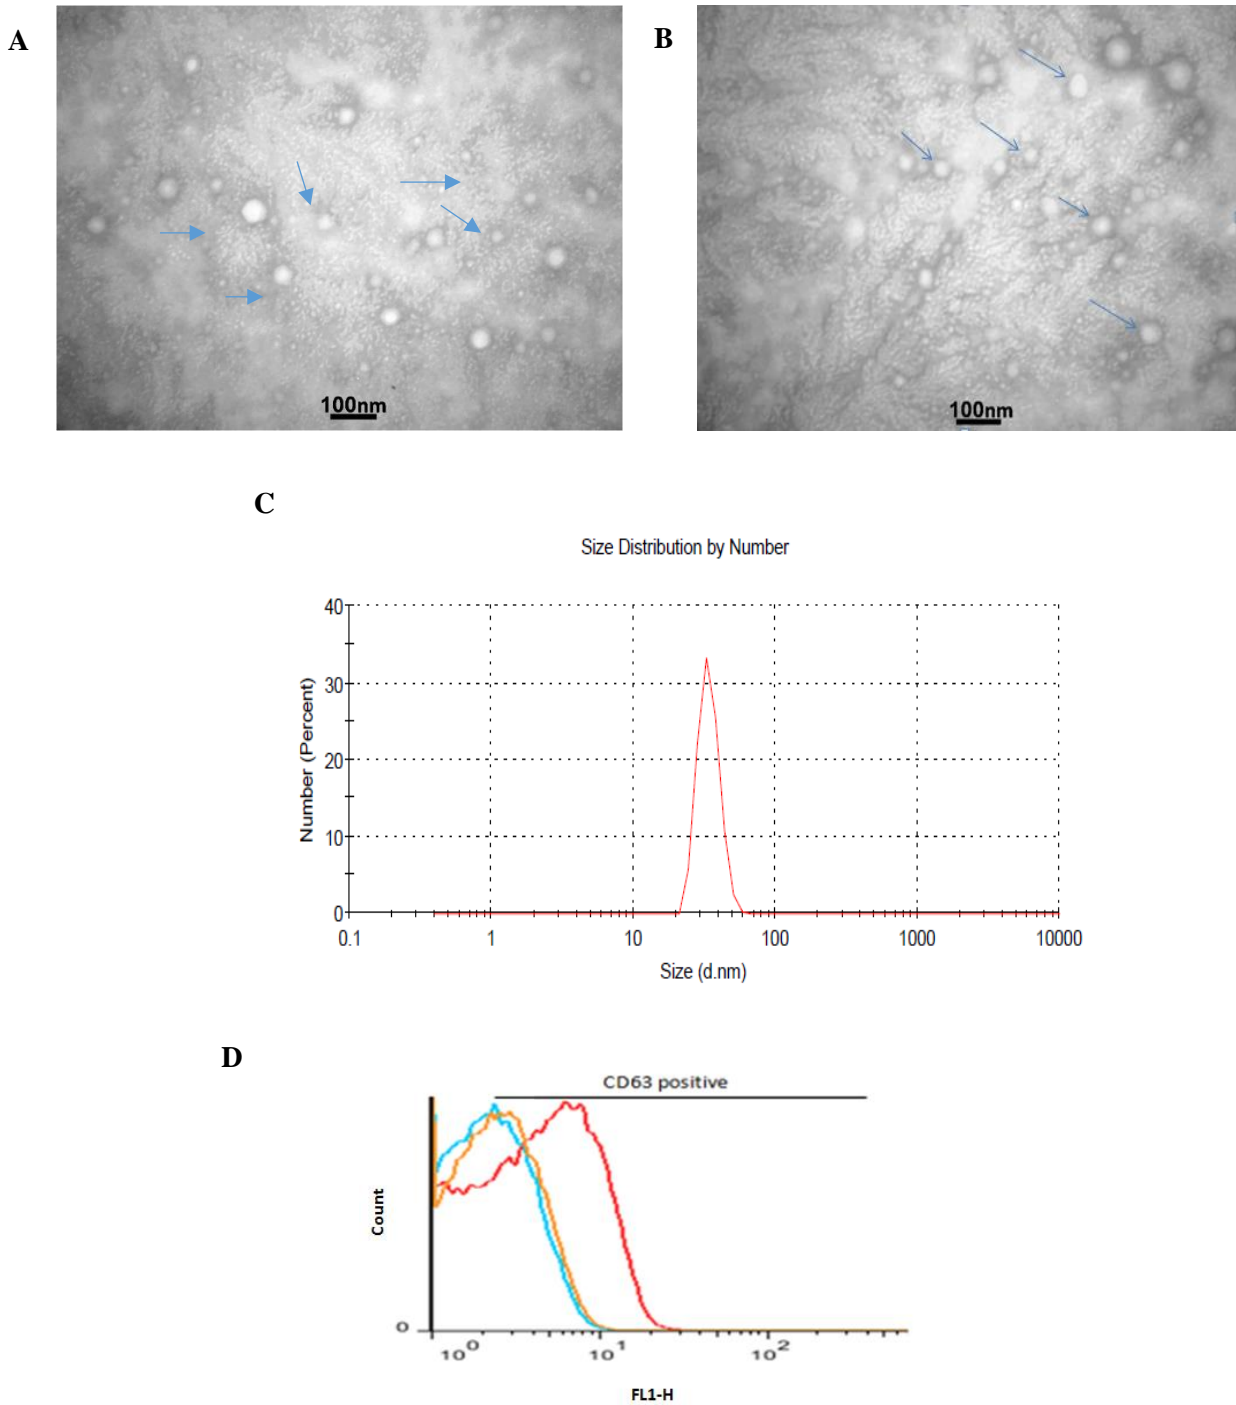 A
B
100nm
100nm
C
Size Distribution by Number
40
30
20
10
0
Number (Percent)
0.1 1 10 100 1000 10000
Size (d.nm)
D
CD63 positive
Count
0
10⁰ 10¹ 10²
FL1-H